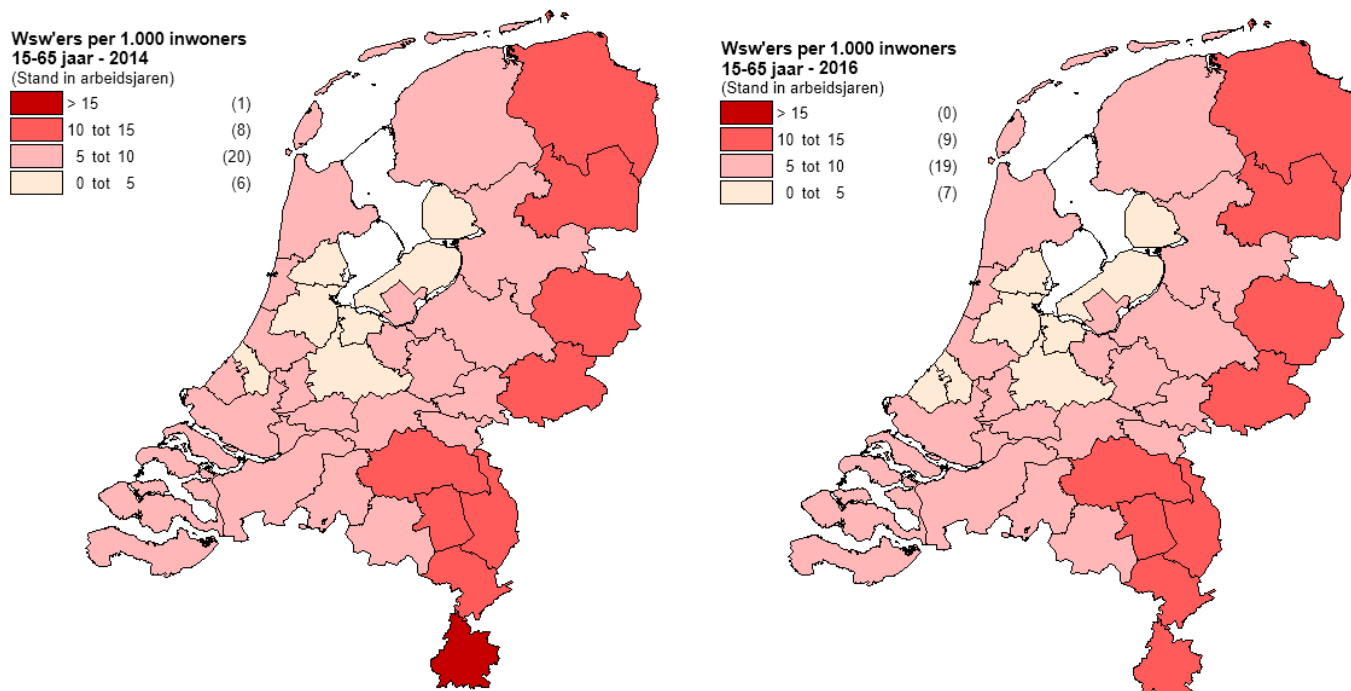 Wsw'ers per 1.000 inwoners
15-65 jaar - 2014
(Stand in arbeidsjaren)
> 15 (1)
10 tot 15 (8)
5 tot 10 (20)
0 tot 5 (6)
Wsw'ers per 1.000 inwoners
15-65 jaar - 2016
(Stand in arbeidsjaren)
> 15 (0)
10 tot 15 (9)
5 tot 10 (19)
0 tot 5 (7)